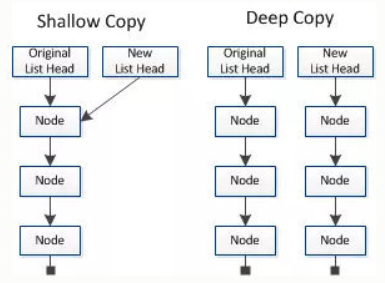 Shallow Copy
Original
List Head
New
List Head
Node
Node
Node
Deep Copy
Original
List Head
New
List Head
Node
Node
Node
Node
Node
Node